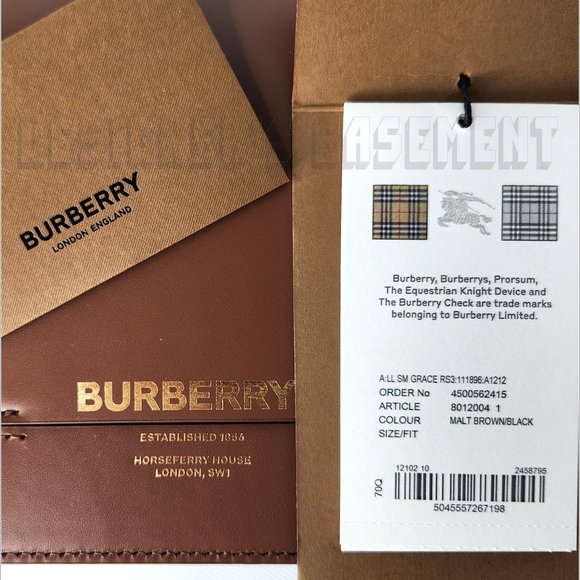 DESIGNER'S BASEMENT
BURBERRY
LONDON ENGLAND
BURBERRY
ESTABLISHED 1856
HORSEFERRY HOUSE
LONDON, SW1
Burberry, Burberrys, Prorsum,
The Equestrian Knight Device and
The Burberry Check are trade marks
belonging to Burberry Limited.
A:LL SM GRACE RS3:111896:A1212
ORDER No 4500562415
ARTICLE 8012004 1
COLOUR MALT BROWN/BLACK
SIZE/FIT
70Q
12102 10 2458795
5045557267198